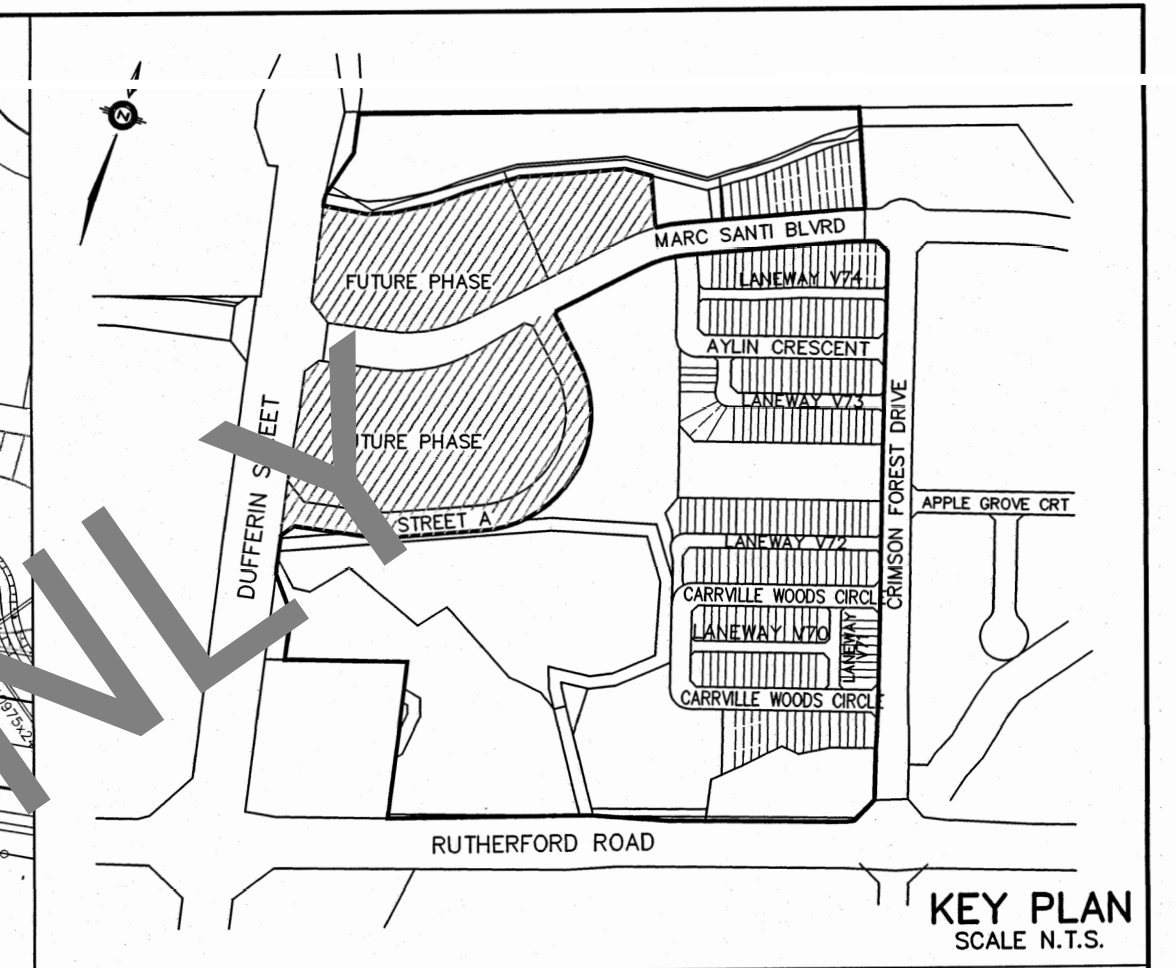 N
MARC SANTI BLVRD
FUTURE PHASE
LANEWAY V74
AYLIN CRESCENT
LANEWAY V73
DUFFERIN STREET
FUTURE PHASE
CRIMSON FOREST DRIVE
APPLE GROVE CRT
STREET A
LANEWAY V72
CARRVILLE WOODS CIRCLE
LANEWAY V70
LANEWAY
V71
CARRVILLE WOODS CIRCLE
RUTHERFORD ROAD
NLY
KEY PLAN
SCALE N.T.S.